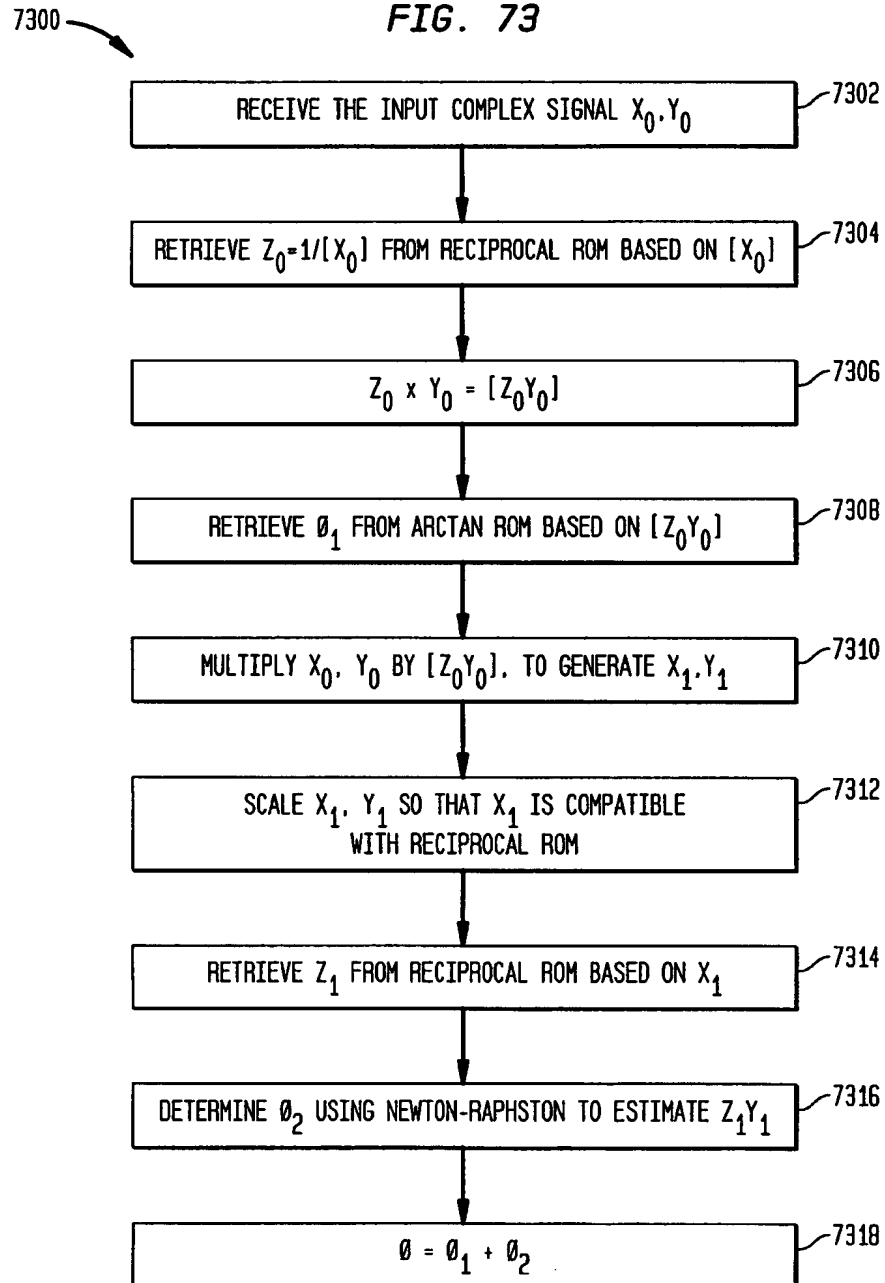 FIG. 73
7300
RECEIVE THE INPUT COMPLEX SIGNAL X₀,Y₀
7302
RETRIEVE Z₀=1/[X₀] FROM RECIPROCAL ROM BASED ON [X₀]
7304
Z₀ x Y₀ = [Z₀Y₀]
7306
RETRIEVE Ø₁ FROM ARCTAN ROM BASED ON [Z₀Y₀]
7308
MULTIPLY X₀, Y₀ BY [Z₀Y₀], TO GENERATE X₁,Y₁
7310
SCALE X₁, Y₁ SO THAT X₁ IS COMPATIBLE
WITH RECIPROCAL ROM
7312
RETRIEVE Z₁ FROM RECIPROCAL ROM BASED ON X₁
7314
DETERMINE Ø₂ USING NEWTON-RAPHSTON TO ESTIMATE Z₁Y₁
7316
Ø = Ø₁ + Ø₂
7318